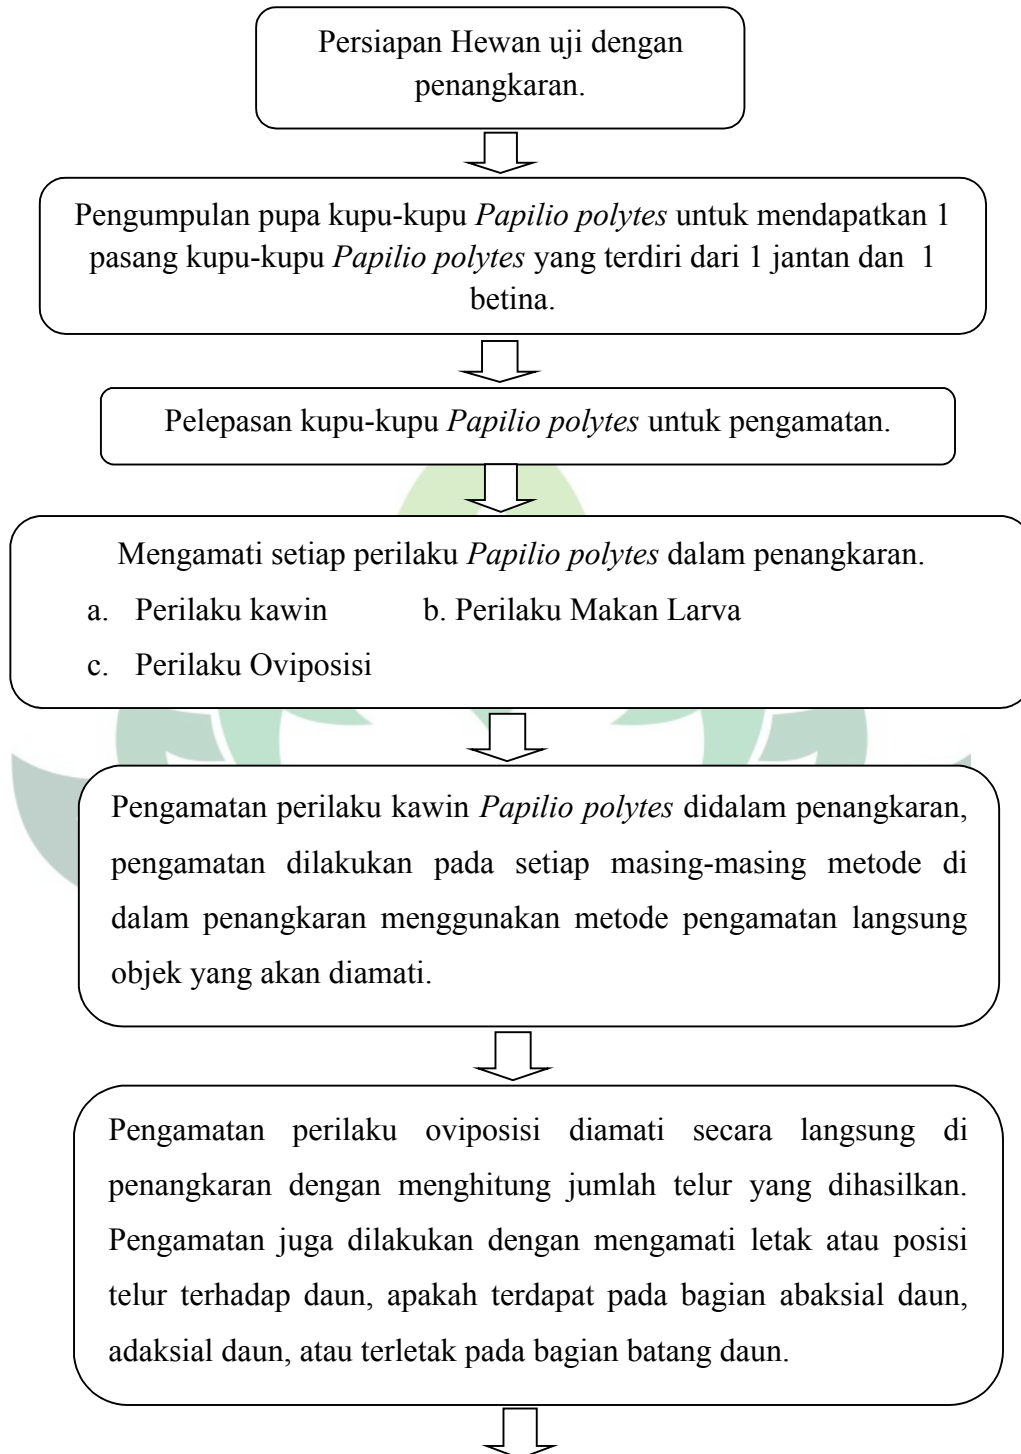 Persiapan Hewan uji dengan
penangkaran.
Pengumpulan pupa kupu-kupu Papilio polytes untuk mendapatkan 1
pasang kupu-kupu Papilio polytes yang terdiri dari 1 jantan dan 1
betina.
Pelepasan kupu-kupu Papilio polytes untuk pengamatan.
Mengamati setiap perilaku Papilio polytes dalam penangkaran.
a. Perilaku kawin b. Perilaku Makan Larva
c. Perilaku Oviposisi
Pengamatan perilaku kawin Papilio polytes didalam penangkaran,
pengamatan dilakukan pada setiap masing-masing metode di
dalam penangkaran menggunakan metode pengamatan langsung
objek yang akan diamati.
Pengamatan perilaku oviposisi diamati secara langsung di
penangkaran dengan menghitung jumlah telur yang dihasilkan.
Pengamatan juga dilakukan dengan mengamati letak atau posisi
telur terhadap daun, apakah terdapat pada bagian abaksial daun,
adaksial daun, atau terletak pada bagian batang daun.